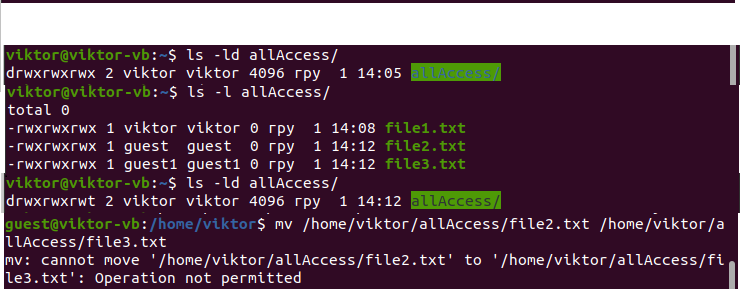 viktor@viktor-vb:~$ ls -ld allAccess/
drwxrwxrwx 2 viktor viktor 4096 гру  1 14:05 allAccess/
viktor@viktor-vb:~$ ls -l allAccess/
total 0
-rwxrwxrwx 1 viktor viktor 0 гру  1 14:08 file1.txt
-rwxrwxrwx 1 guest  guest  0 гру  1 14:12 file2.txt
-rwxrwxrwx 1 guest1 guest1 0 гру  1 14:12 file3.txt
viktor@viktor-vb:~$ ls -ld allAccess/
drwxrwxrwt 2 viktor viktor 4096 гру  1 14:12 allAccess/
guest@viktor-vb:/home/viktor$ mv /home/viktor/allAccess/file2.txt /home/viktor/a
llAccess/file3.txt
mv: cannot move '/home/viktor/allAccess/file2.txt' to '/home/viktor/allAccess/fi
le3.txt': Operation not permitted